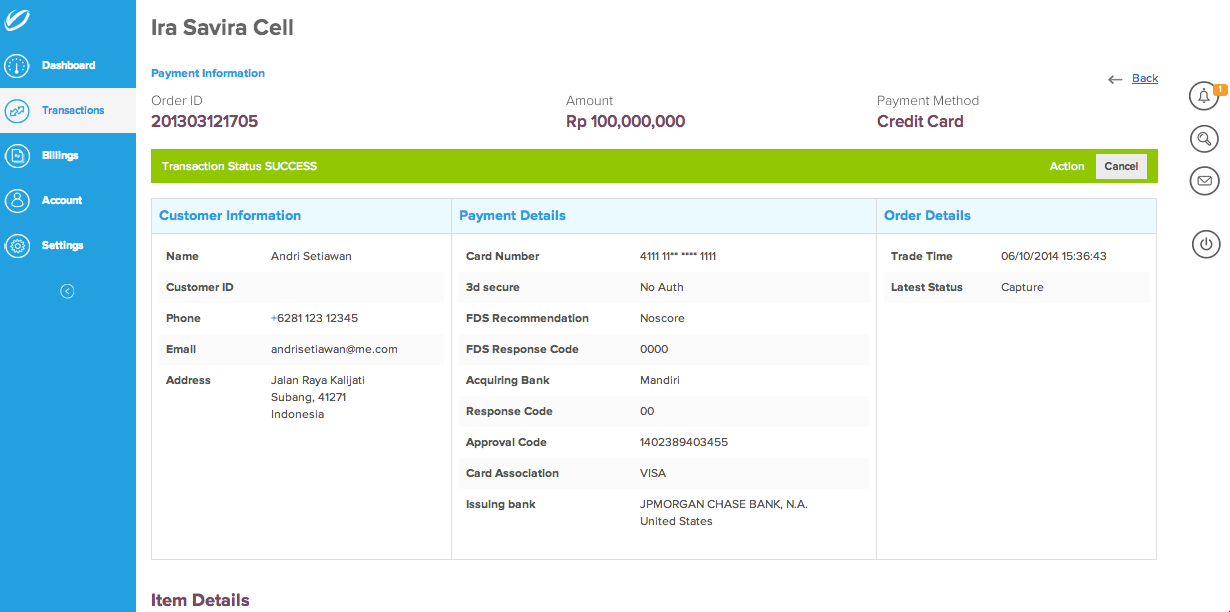 Ira Savira Cell
Dashboard
Transactions
Billings
Account
Settings
Payment Information
Back
1
Order ID
201303121705
Amount
Rp 100,000,000
Payment Method
Credit Card
Transaction Status SUCCESS
Action
Cancel
Customer Information
Name Andri Setiawan
Customer ID
Phone +6281 123 12345
Email andrisetiawan@me.com
Address Jalan Raya Kalijati
Subang, 41271
Indonesia
Payment Details
Card Number 4111 11** **** 1111
3d secure No Auth
FDS Recommendation Noscore
FDS Response Code 0000
Acquiring Bank Mandiri
Response Code 00
Approval Code 1402389403455
Card Association VISA
Issuing bank JPMORGAN CHASE BANK, N.A.
United States
Order Details
Trade Time 06/10/2014 15:36:43
Latest Status Capture
Item Details